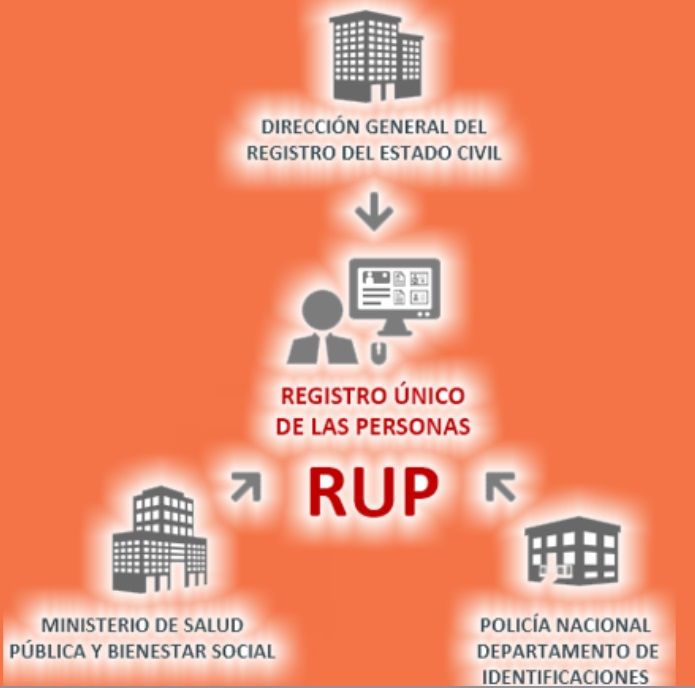 DIRECCIÓN GENERAL DEL
REGISTRO DEL ESTADO CIVIL
REGISTRO ÚNICO
DE LAS PERSONAS
RUP
MINISTERIO DE SALUD
PÚBLICA Y BIENESTAR SOCIAL
POLICÍA NACIONAL
DEPARTAMENTO DE
IDENTIFICACIONES